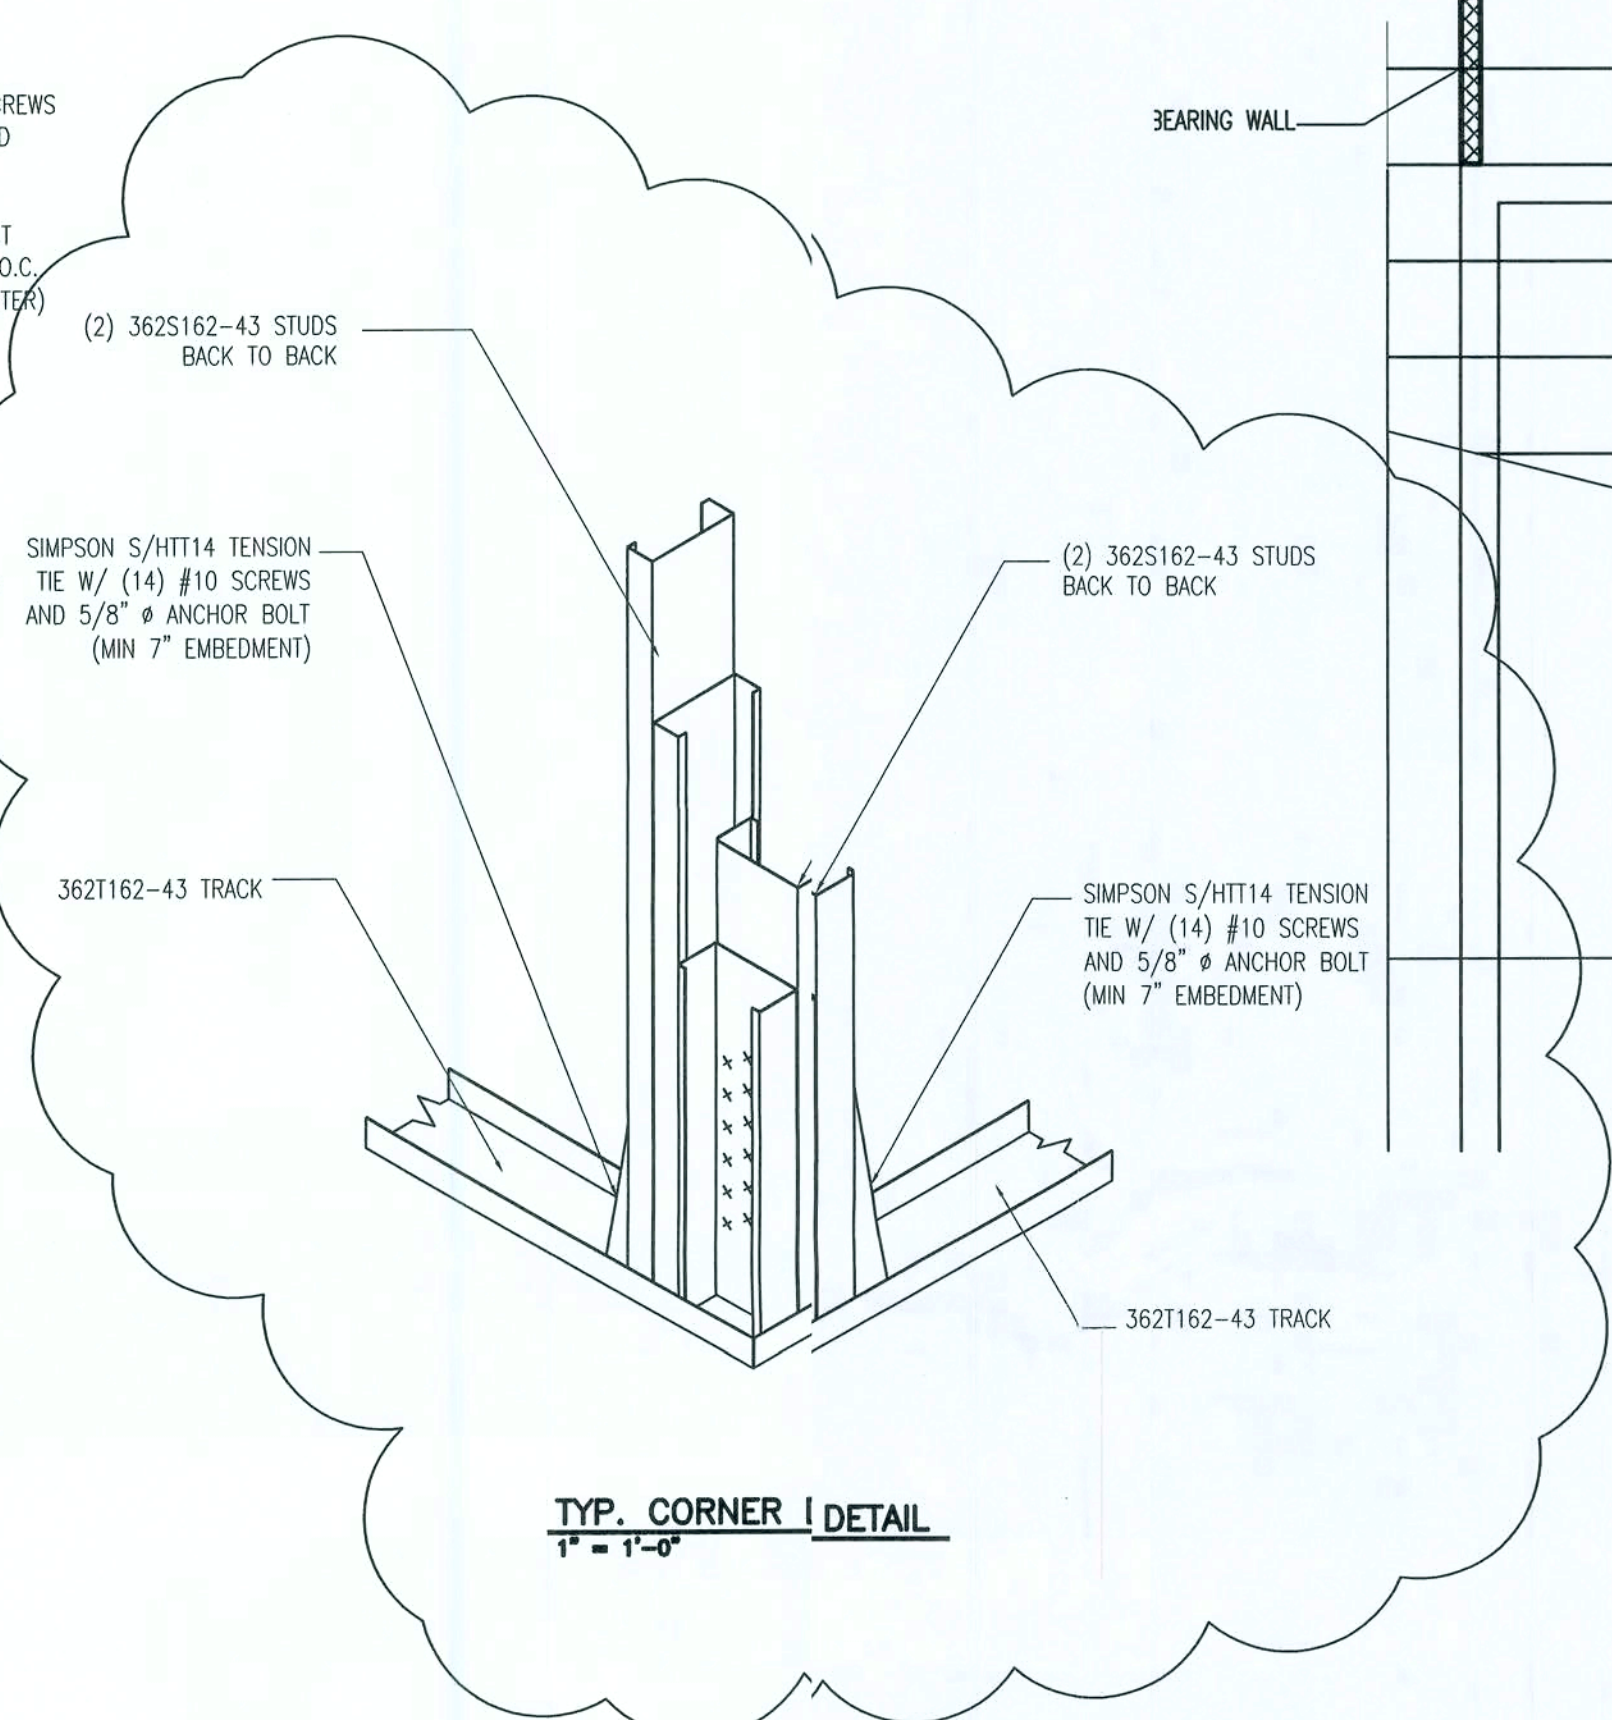 O.C.
BEARING WALL
(2) 362S162-43 STUDS
BACK TO BACK
SIMPSON S/HTT14 TENSION
TIE W/ (14) #10 SCREWS
AND 5/8" ø ANCHOR BOLT
(MIN 7" EMBEDMENT)
(2) 362S162-43 STUDS
BACK TO BACK
362T162-43 TRACK
SIMPSON S/HTT14 TENSION
TIE W/ (14) #10 SCREWS
AND 5/8" ø ANCHOR BOLT
(MIN 7" EMBEDMENT)
362T162-43 TRACK
TYP. CORNER DETAIL
1" = 1'-0"